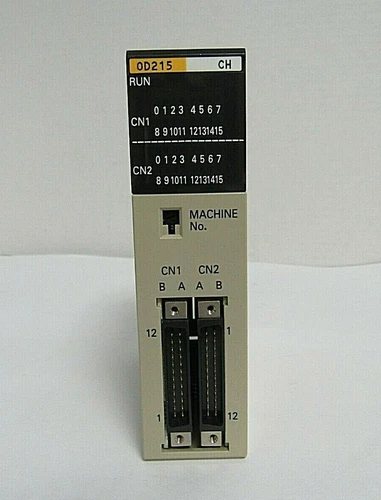 OD215 CH
RUN
0 1 2 3 4 5 6 7
CN1
8 9 10 11 12 13 14 15
0 1 2 3 4 5 6 7
CN2
8 9 10 11 12 13 14 15
MACHINE
No.
CN1 CN2
B A A B
12 1
1 12